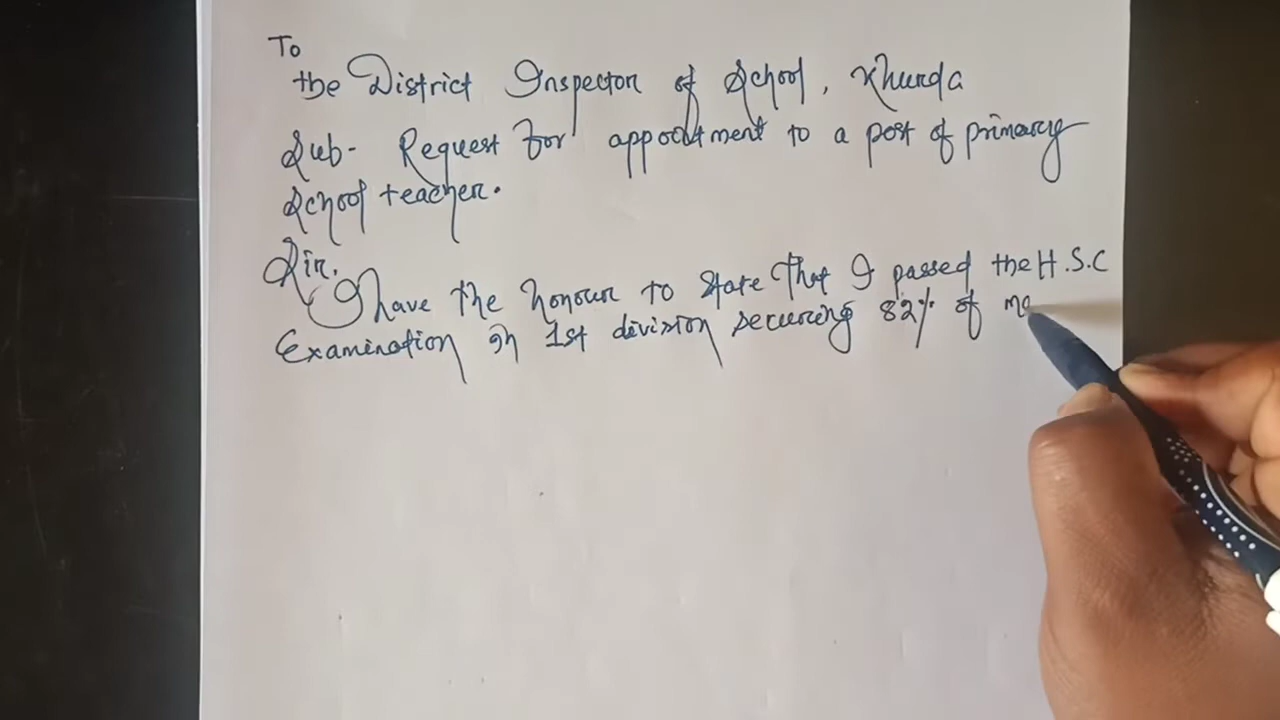 To
the District Inspector of School, Khurda
Sub- Request for appointment to a post of primary
School teacher.
Sir.
I have the honour to state that I passed the H.S.C
Examination in 1st division securing 82% of ma